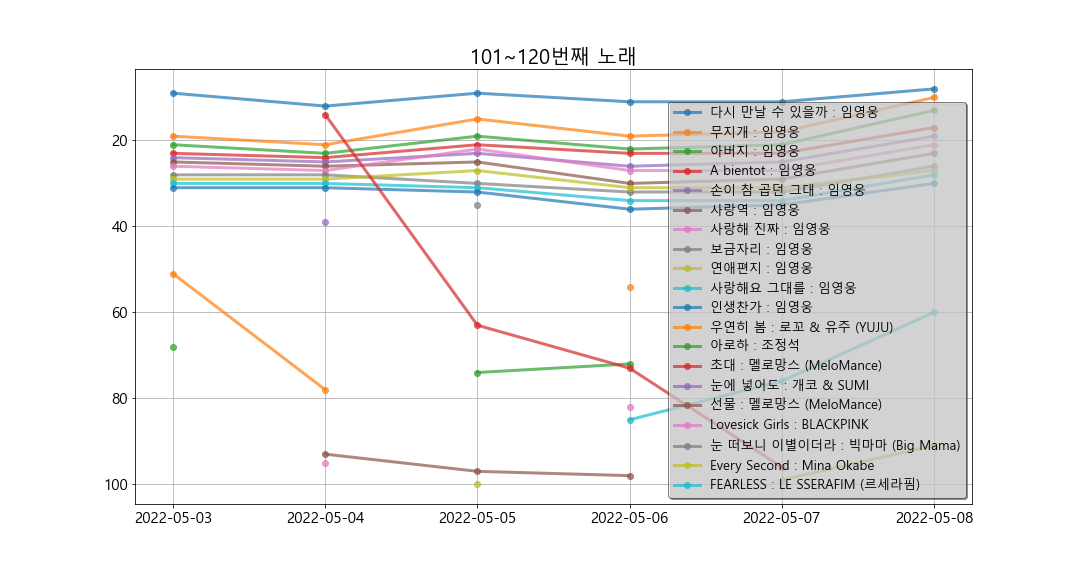 101~120번째 노래
20
40
60
80
100
2022-05-03
2022-05-04
2022-05-05
2022-05-06
2022-05-07
2022-05-08
다시 만날 수 있을까 : 임영웅
무지개 : 임영웅
아버지 : 임영웅
A bientot : 임영웅
손이 참 곱던 그대 : 임영웅
사랑역 : 임영웅
사랑해 진짜 : 임영웅
보금자리 : 임영웅
연애편지 : 임영웅
사랑해요 그대를 : 임영웅
인생찬가 : 임영웅
우연히 봄 : 로꼬 & 유주 (YUJU)
아로하 : 조정석
초대 : 멜로망스 (MeloMance)
눈에 넣어도 : 개코 & SUMI
선물 : 멜로망스 (MeloMance)
Lovesick Girls : BLACKPINK
눈 떠보니 이별이더라 : 빅마마 (Big Mama)
Every Second : Mina Okabe
FEARLESS : LE SSERAFIM (르세라핌)